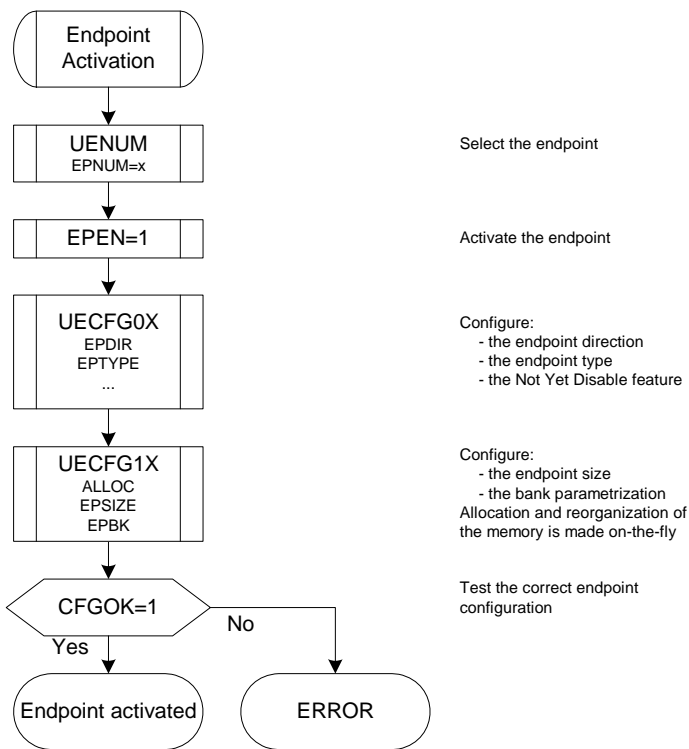 Endpoint
Activation
UENUM
EPNUM=x
Select the endpoint
EPEN=1
Activate the endpoint
UECFG0X
EPDIR
EPTYPE
...
Configure:
- the endpoint direction
- the endpoint type
- the Not Yet Disable feature
UECFG1X
ALLOC
EPSIZE
EPBK
Configure:
- the endpoint size
- the bank parametrization
Allocation and reorganization of
the memory is made on-the-fly
CFGOK=1
Test the correct endpoint
configuration
No
Yes
Endpoint activated
ERROR